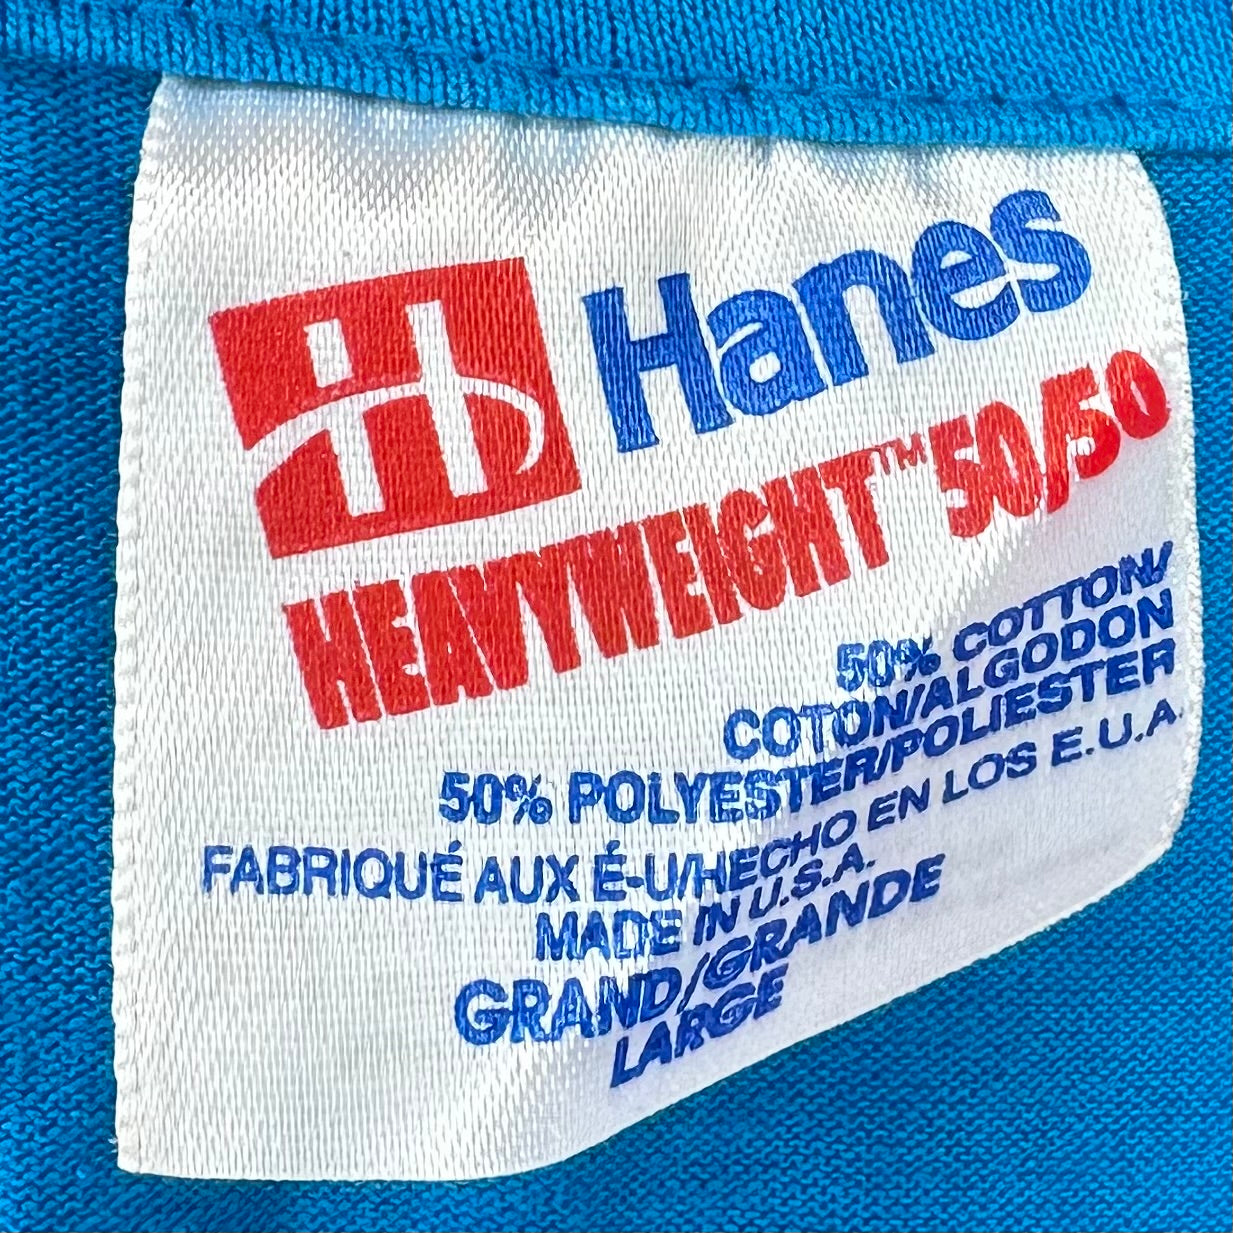 Hanes
HEAVYWEIGHT™ 50/50
50% COTTON/
COTON/ALGODON
50% POLYESTER/POLIESTER
FABRIQUÉ AUX É-U/HECHO EN LOS E.U.A.
MADE IN U.S.A.
GRAND/GRANDE
LARGE